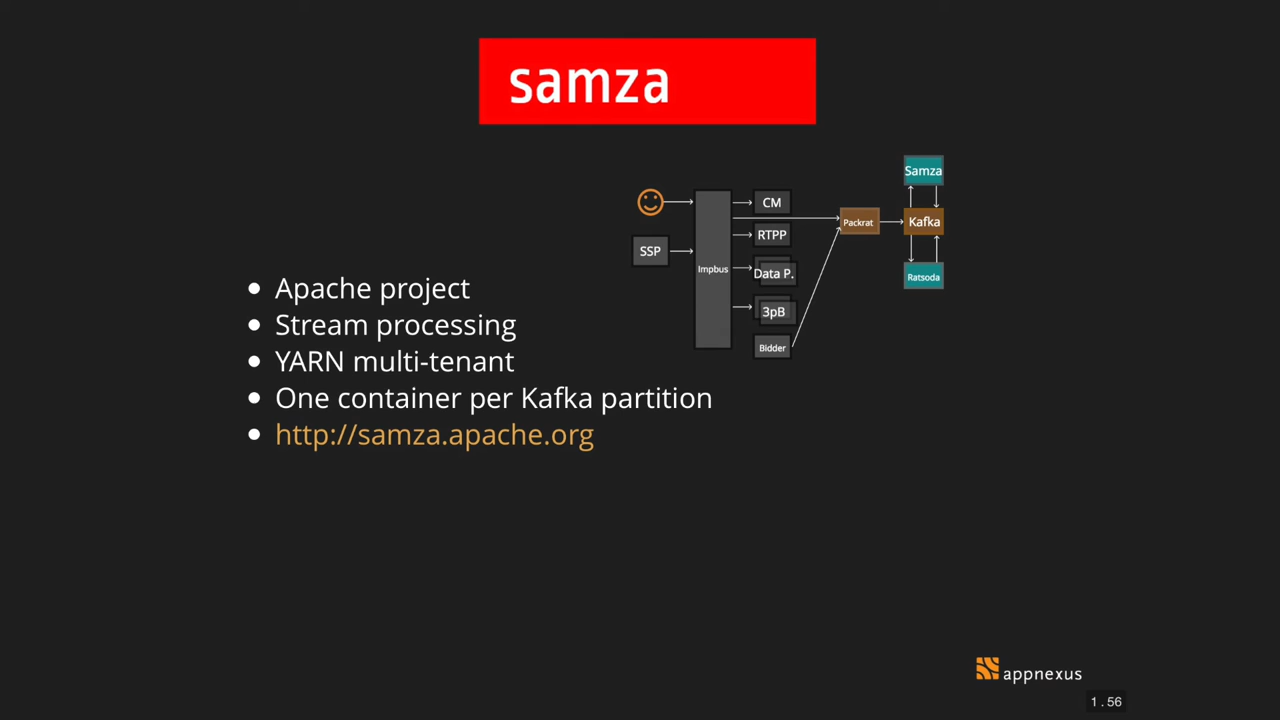 samza
Samza
CM
Packrat
Kafka
RTPP
SSP
Impbus
Data P.
Ratsoda
3pB
Bidder
Apache project
Stream processing
YARN multi-tenant
One container per Kafka partition
http://samza.apache.org
appnexus
1.56